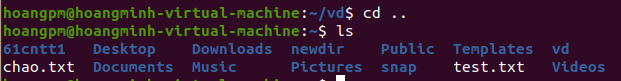 hoangpm@hoangminh-virtual-machine:~/vd$ cd ..
hoangpm@hoangminh-virtual-machine:~$ ls
61cntt1 Desktop Downloads newdir Public Templates vd
chao.txt Documents Music Pictures snap test.txt Videos